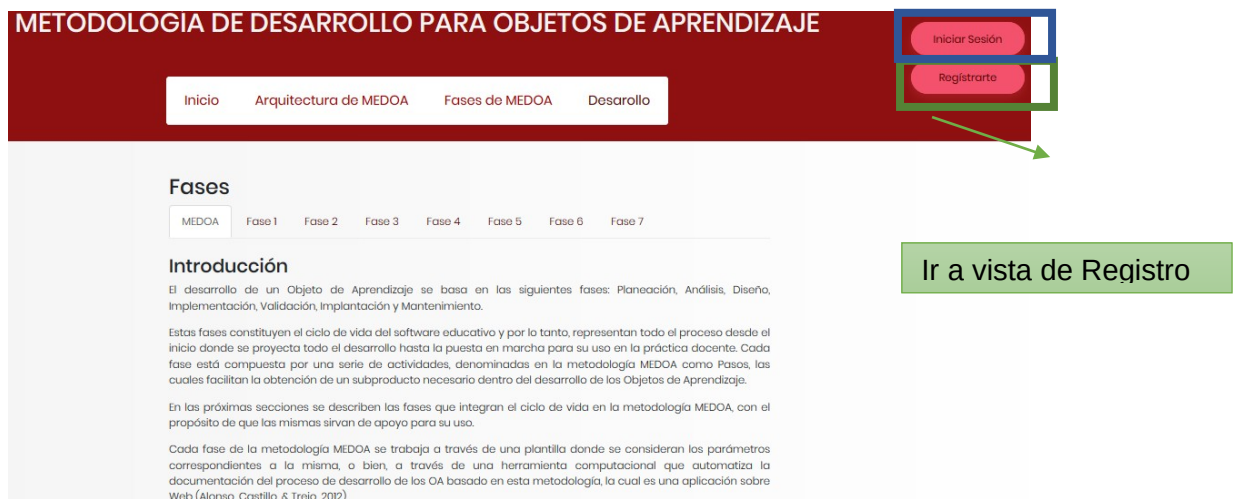 METODOLOGIA DE DESARROLLO PARA OBJETOS DE APRENDIZAJE
Iniciar Sesión
Regístrarte
Inicio Arquitectura de MEDOA Fases de MEDOA Desarollo
Fases
MEDOA Fase 1 Fase 2 Fase 3 Fase 4 Fase 5 Fase 6 Fase 7
Ir a vista de Registro
Introducción
El desarrollo de un Objeto de Aprendizaje se basa en las siguientes fases: Planeación, Análisis, Diseño,
Implementación, Validación, Implantación y Mantenimiento.
Estas fases constituyen el ciclo de vida del software educativo y por lo tanto, representan todo el proceso desde el
inicio donde se proyecta todo el desarrollo hasta la puesta en marcha para su uso en la práctica docente. Cada
fase está compuesta por una serie de actividades, denominadas en la metodología MEDOA como Pasos, las
cuales facilitan la obtención de un subproducto necesario dentro del desarrollo de los Objetos de Aprendizaje.
En las próximas secciones se describen las fases que integran el ciclo de vida en la metodología MEDOA, con el
propósito de que las mismas sirvan de apoyo para su uso.
Cada fase de la metodología MEDOA se trabaja a través de una plantilla donde se consideran los parámetros
correspondientes a la misma, o bien, a través de una herramienta computacional que automatiza la
documentación del proceso de desarrollo de los OA basado en esta metodología, la cual es una aplicación sobre
Web (Alonso, Castillo, & Trejo, 2012)